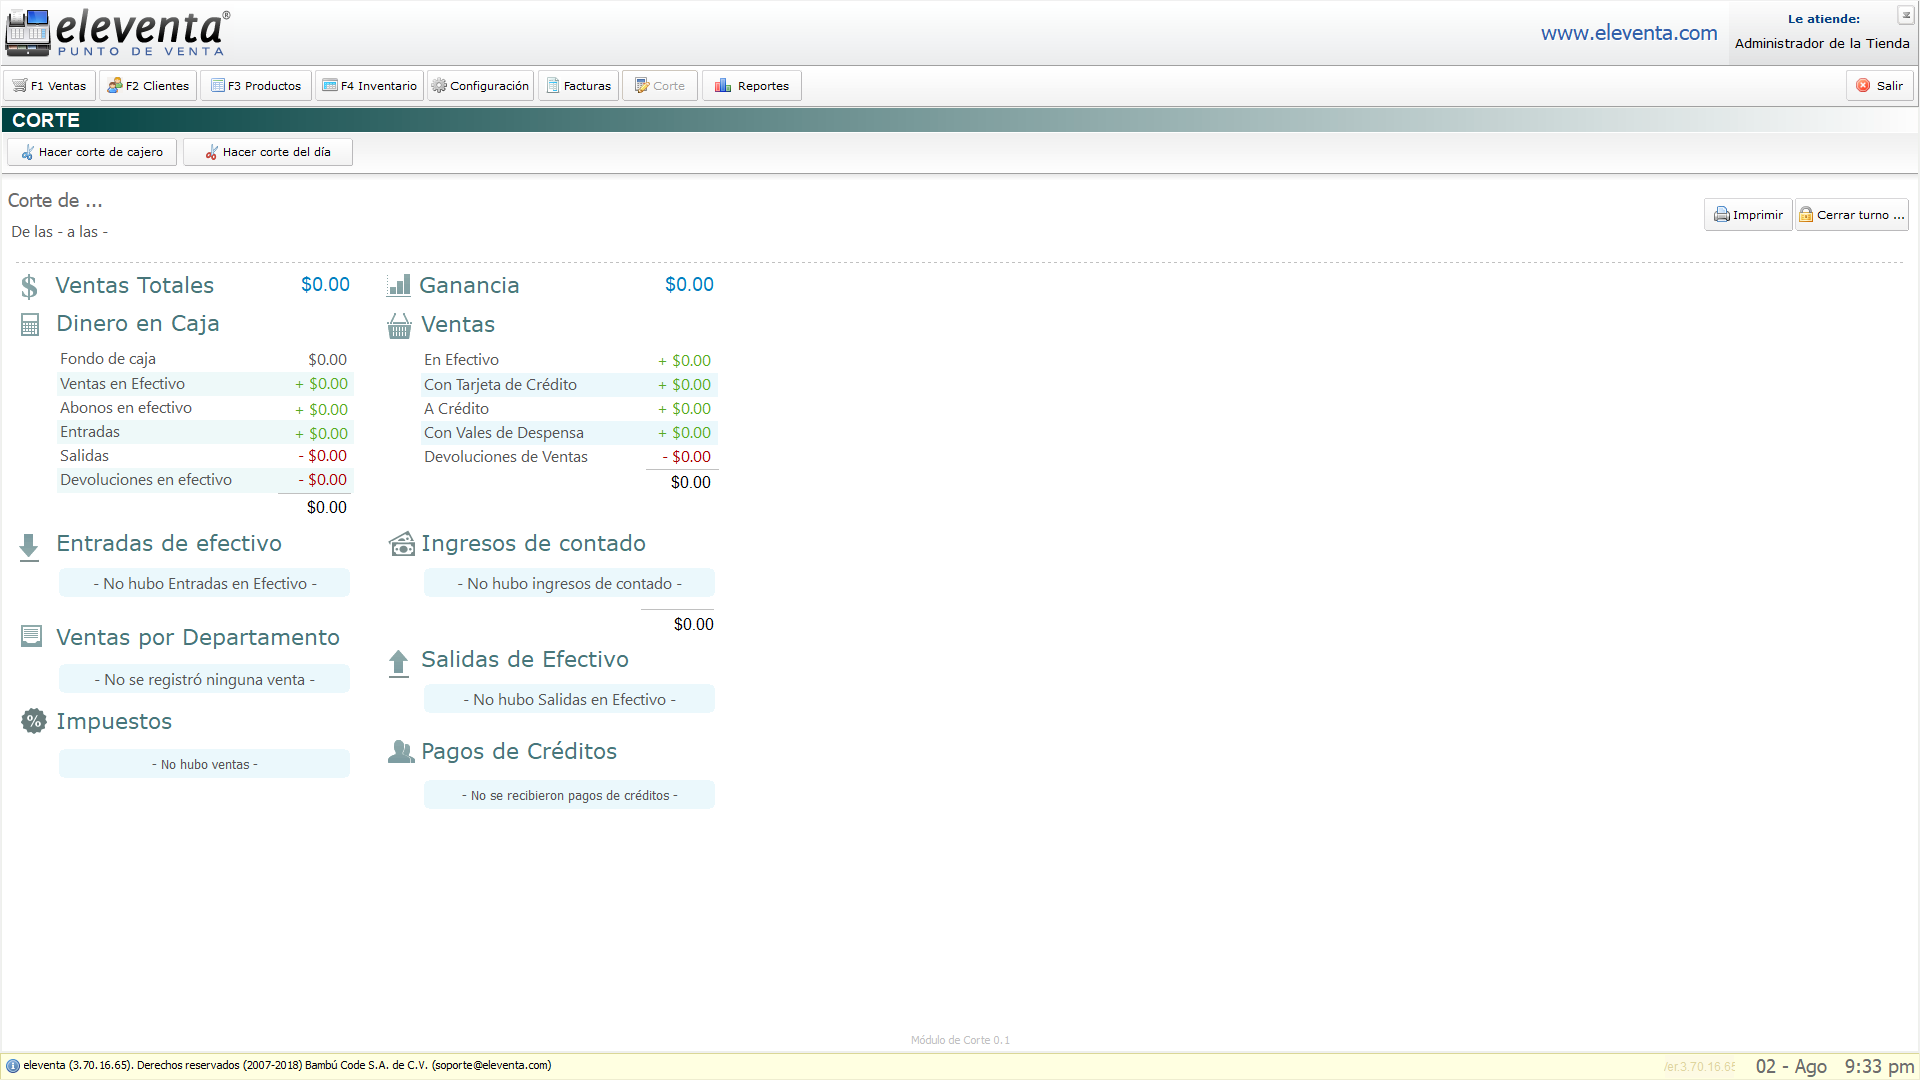 eleventa®
PUNTO DE VENTA
www.eleventa.com
Le atiende:
Administrador de la Tienda
F1 Ventas
F2 Clientes
F3 Productos
F4 Inventario
Configuración
Facturas
Corte
Reportes
Salir
CORTE
Hacer corte de cajero
Hacer corte del día
Corte de ...
De las - a las -
Imprimir
Cerrar turno ...
$ Ventas Totales $0.00
Dinero en Caja
Fondo de caja $0.00
Ventas en Efectivo + $0.00
Abonos en efectivo + $0.00
Entradas + $0.00
Salidas - $0.00
Devoluciones en efectivo - $0.00
$0.00
Entradas de efectivo
- No hubo Entradas en Efectivo -
Ventas por Departamento
- No se registró ninguna venta -
% Impuestos
- No hubo ventas -
Ganancia $0.00
Ventas
En Efectivo + $0.00
Con Tarjeta de Crédito + $0.00
A Crédito + $0.00
Con Vales de Despensa + $0.00
Devoluciones de Ventas - $0.00
$0.00
Ingresos de contado
- No hubo ingresos de contado -
$0.00
Salidas de Efectivo
- No hubo Salidas en Efectivo -
Pagos de Créditos
- No se recibieron pagos de créditos -
Módulo de Corte 0.1
eleventa (3.70.16.65). Derechos reservados (2007-2018) Bambú Code S.A. de C.V. (soporte@eleventa.com)
/er.3.70.16.65
02 - Ago 9:33 pm